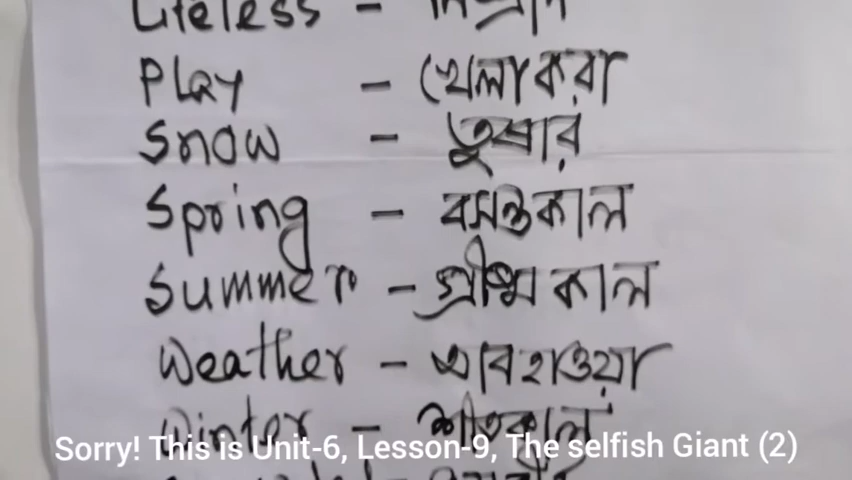 Lifeless - নিষ্প্রাণ
Play - খেলা করা
Snow - তুষার
Spring - বসন্তকাল
Summer - গ্রীষ্মকাল
Weather - আবহাওয়া
Winter - শীতকাল
Sorry! This is Unit-6, Lesson-9, The selfish Giant (2)